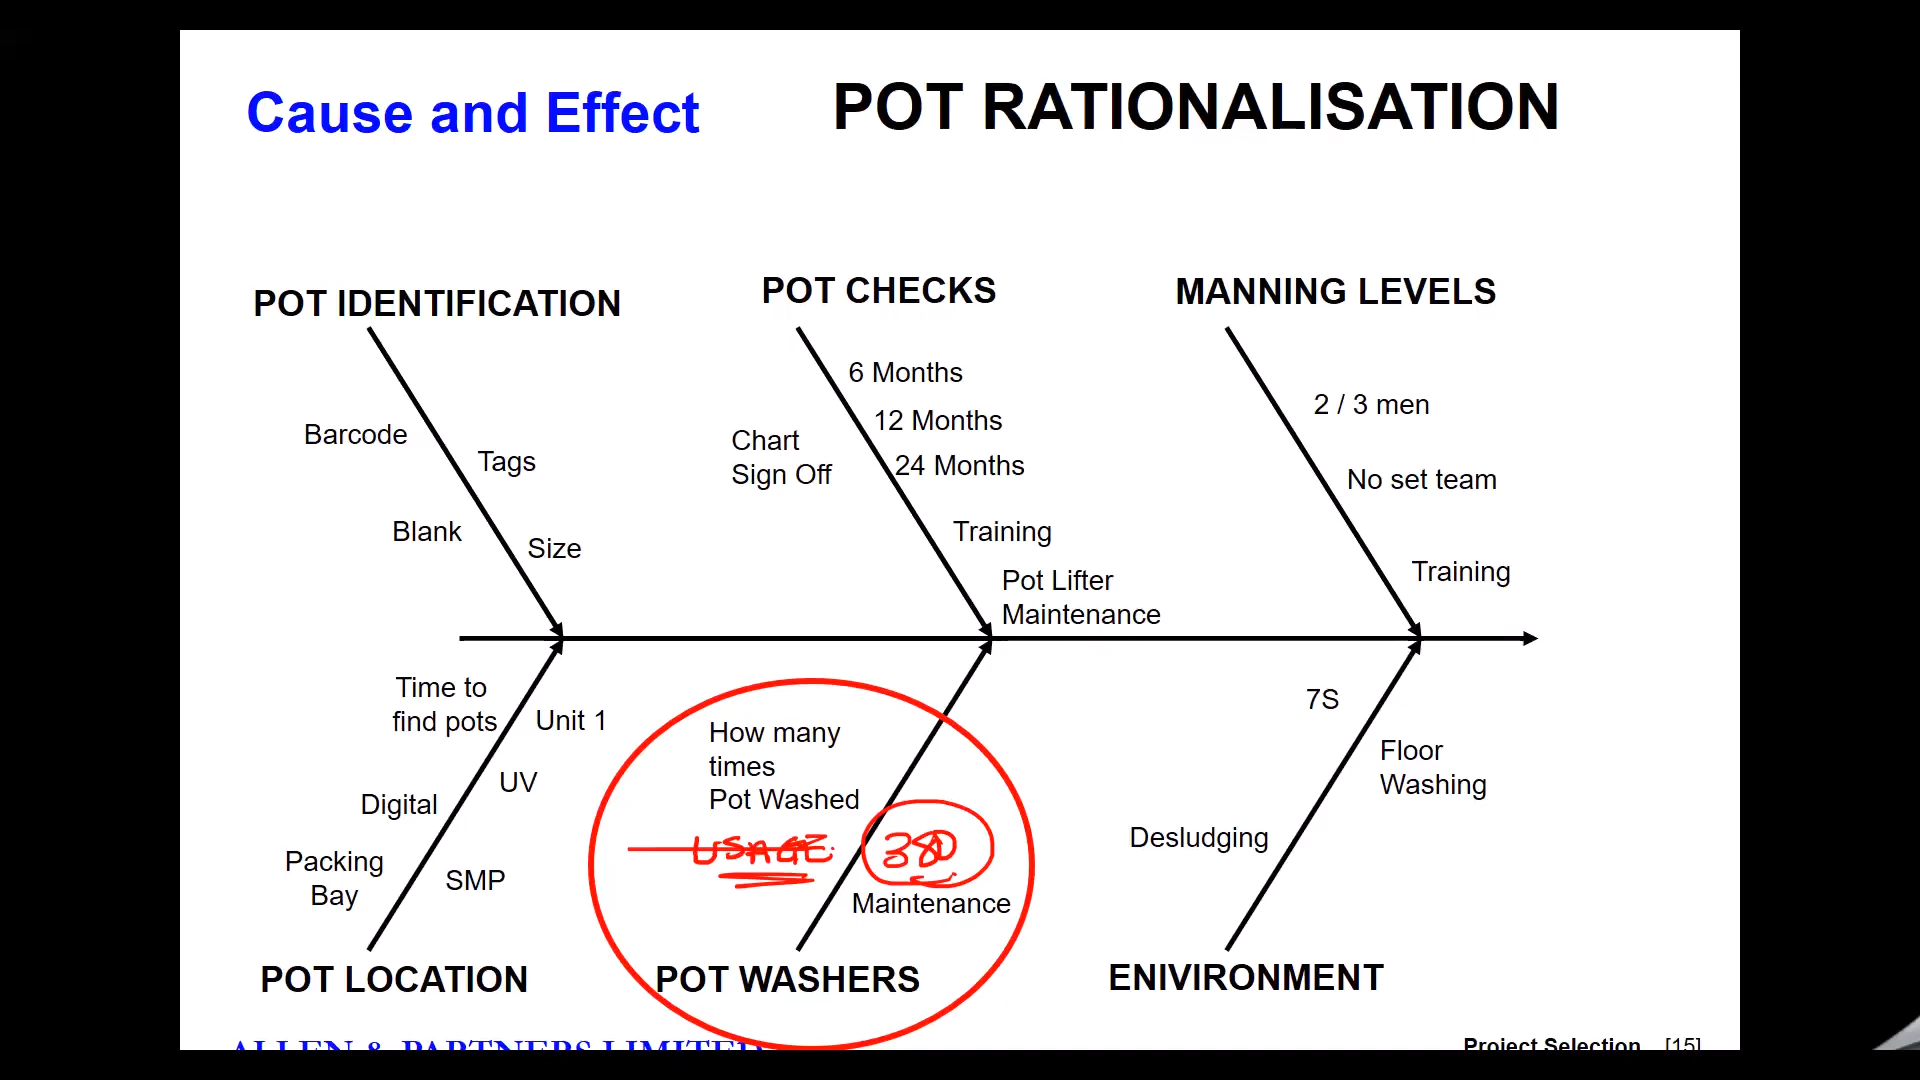 Cause and Effect
POT RATIONALISATION
POT IDENTIFICATION
POT CHECKS
MANNING LEVELS
Barcode
Tags
Blank
Size
6 Months
12 Months
24 Months
Chart
Sign Off
Training
Pot Lifter
Maintenance
2 / 3 men
No set team
Training
Time to
find pots
Unit 1
UV
Digital
Packing
Bay
SMP
How many
times
Pot Washed
USAGE
Maintenance
7S
Floor
Washing
Desludging
POT LOCATION
POT WASHERS
ENIVIRONMENT
ALLEN & PARTNERS LIMITED
Project Selection [15]